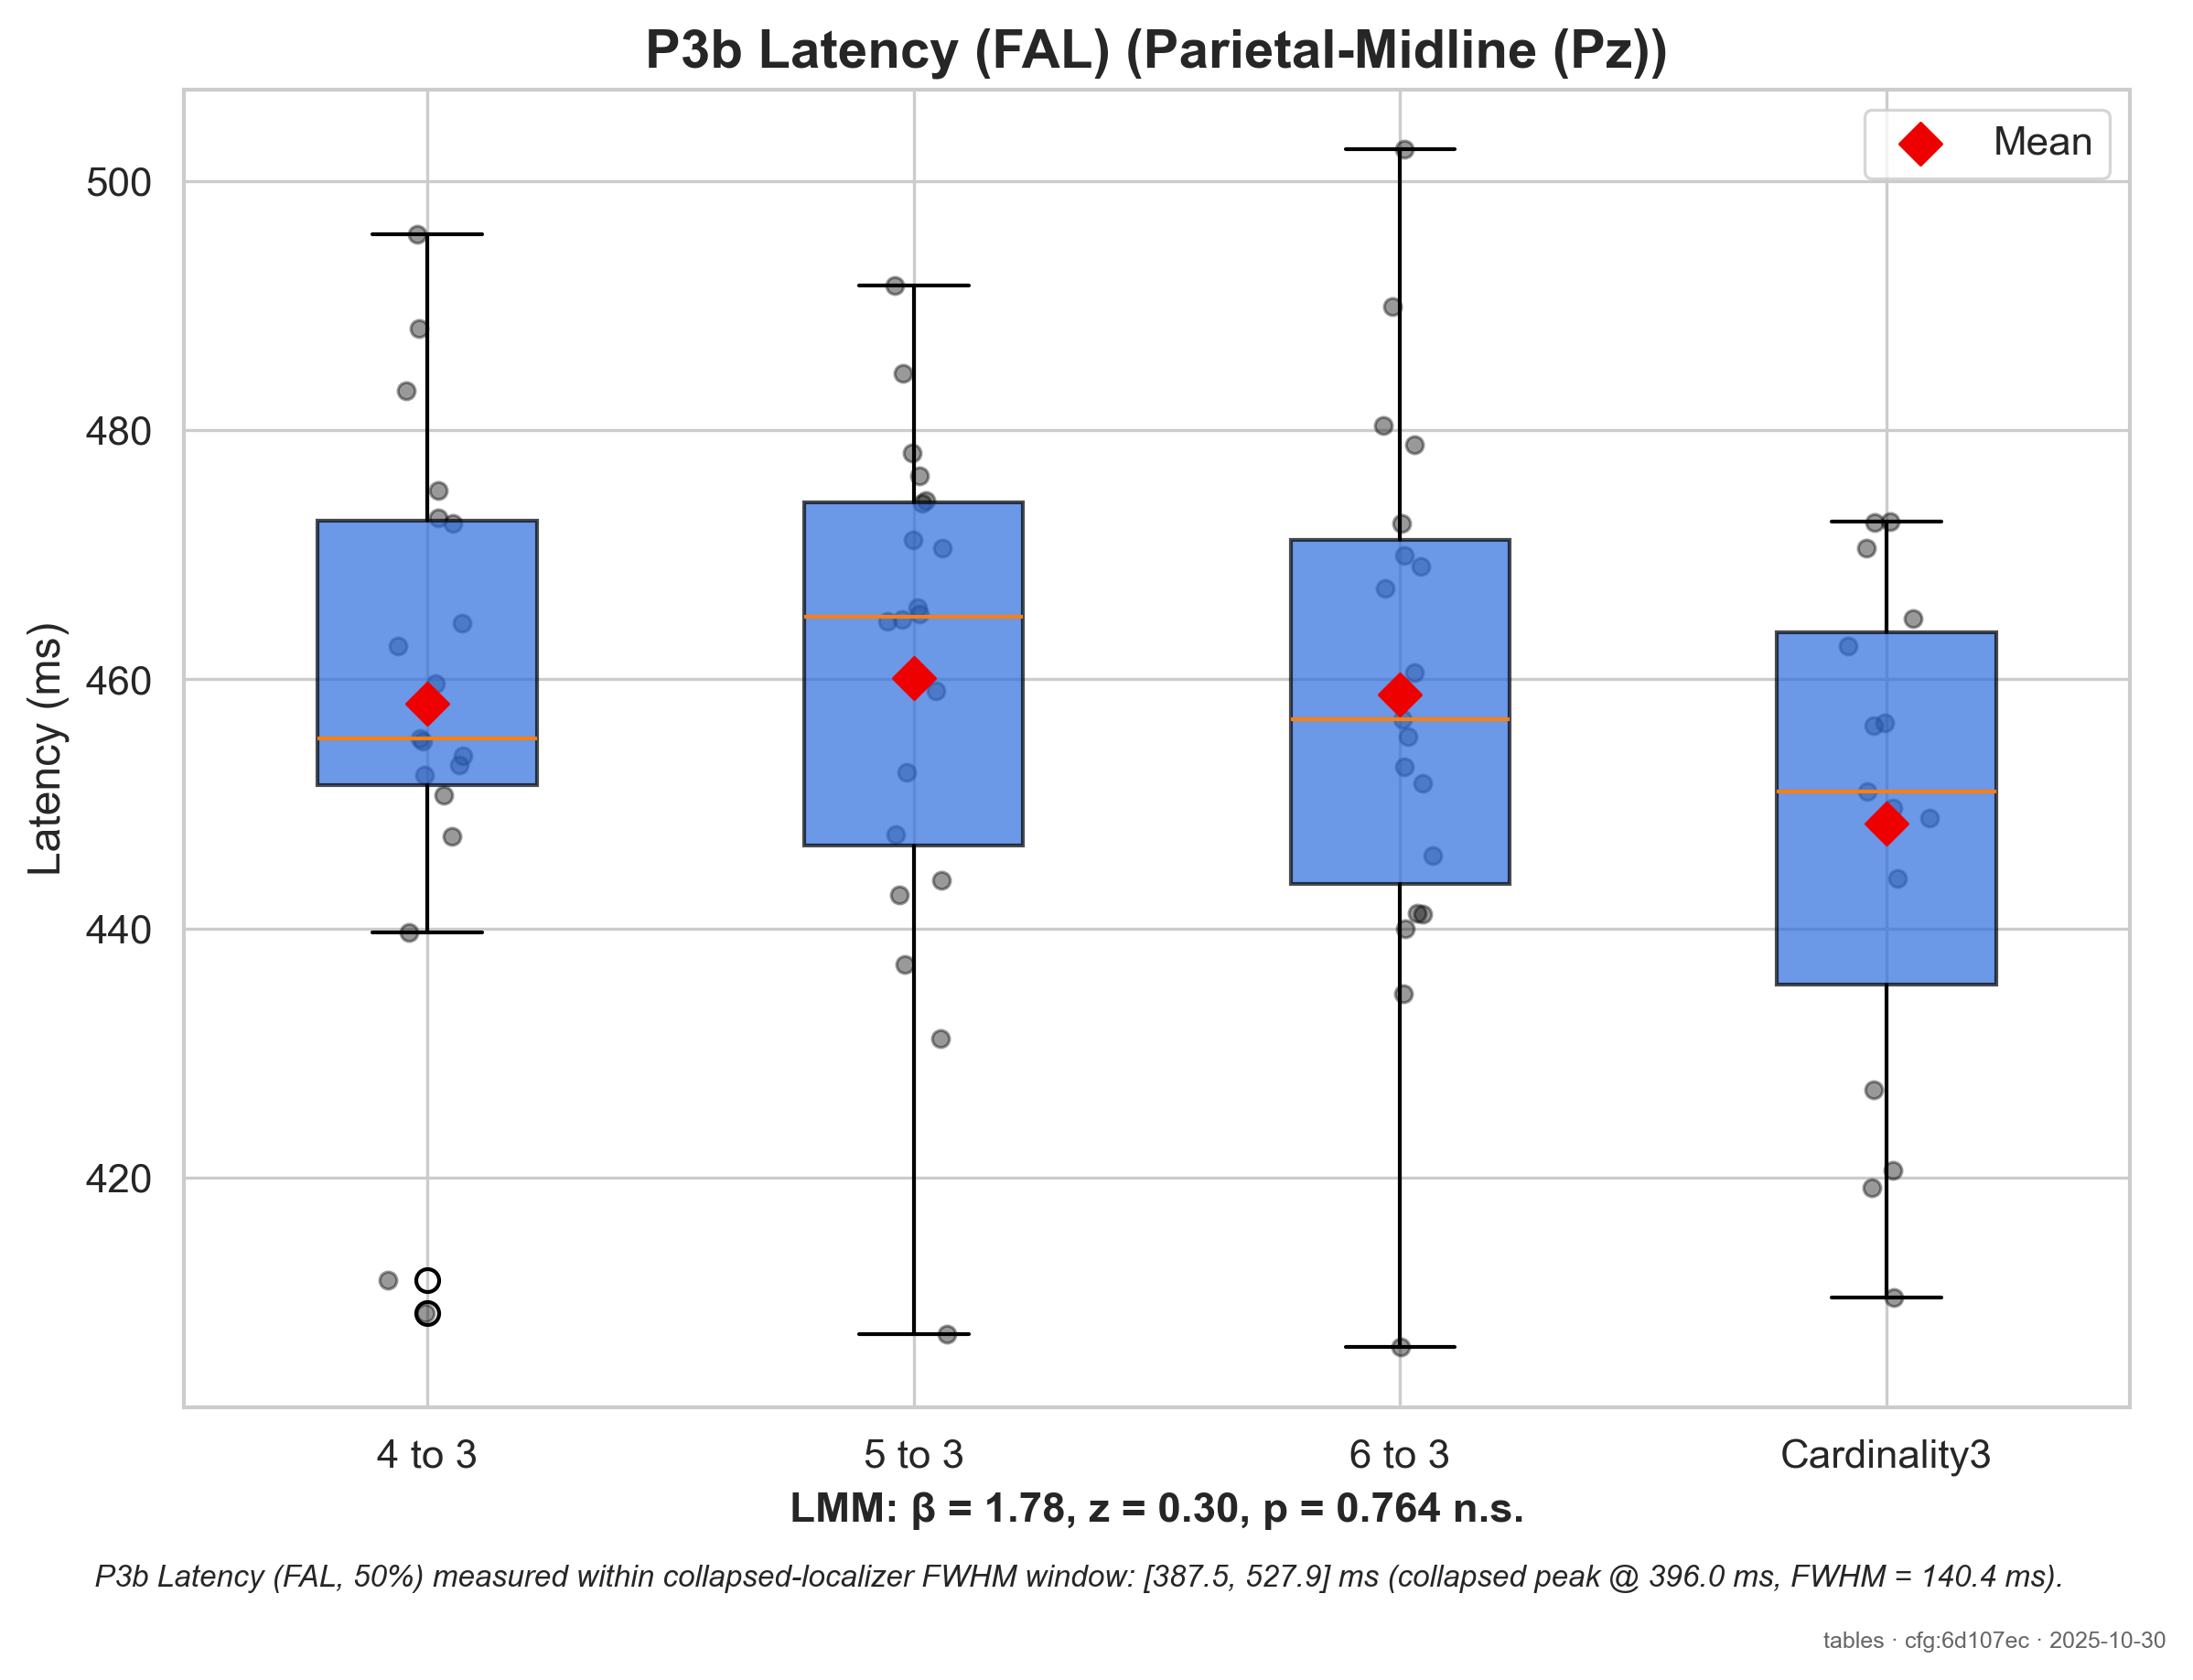 P3b Latency (FAL) (Parietal-Midline (Pz))
Mean
Latency (ms)
500
480
460
440
420
4 to 3
5 to 3
6 to 3
Cardinality3
LMM: β = 1.78, z = 0.30, p = 0.764 n.s.
P3b Latency (FAL, 50%) measured within collapsed-localizer FWHM window: [387.5, 527.9] ms (collapsed peak @ 396.0 ms, FWHM = 140.4 ms).
tables · cfg:6d107ec · 2025-10-30